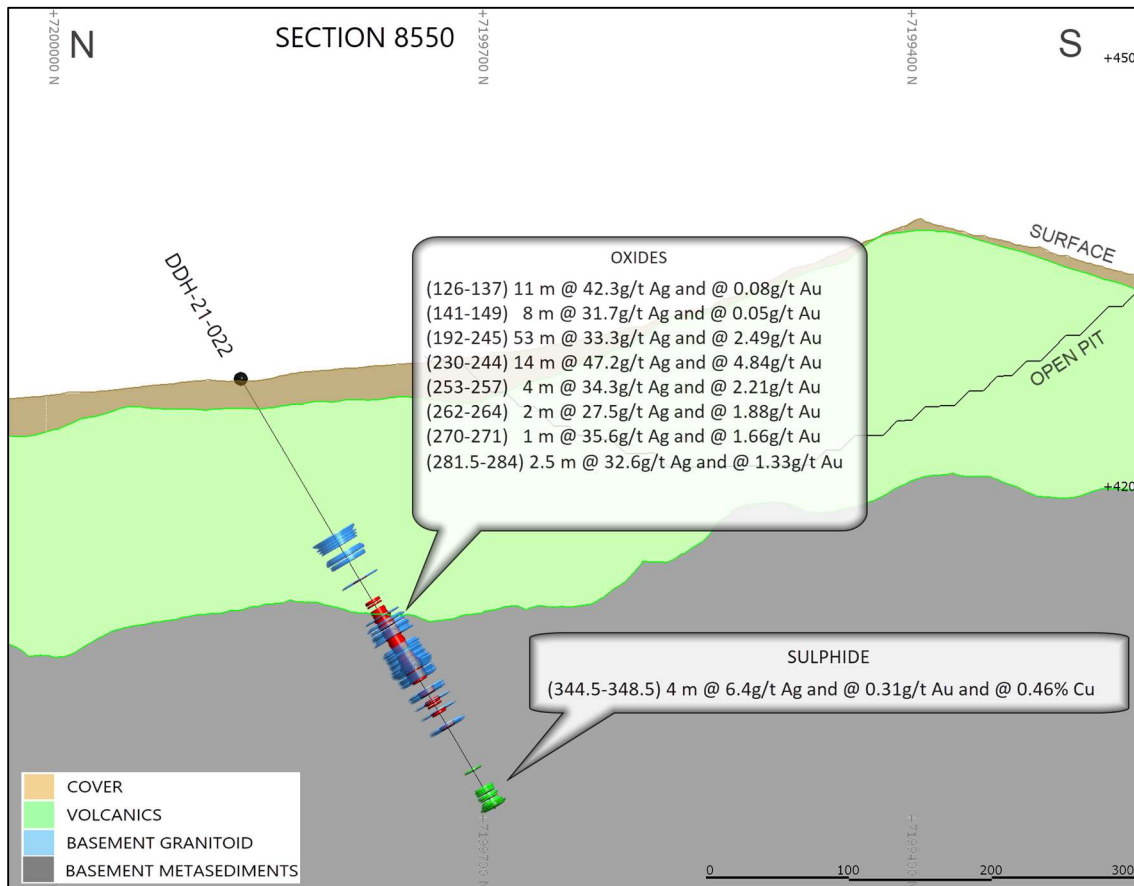 +7200000 N
N
SECTION 8550
+7199700 N
+7199400 N
S
+450
DDH-21-022
SURFACE
OPEN PIT
OXIDES
(126-137) 11 m @ 42.3g/t Ag and @ 0.08g/t Au
(141-149) 8 m @ 31.7g/t Ag and @ 0.05g/t Au
(192-245) 53 m @ 33.3g/t Ag and @ 2.49g/t Au
(230-244) 14 m @ 47.2g/t Ag and @ 4.84g/t Au
(253-257) 4 m @ 34.3g/t Ag and @ 2.21g/t Au
(262-264) 2 m @ 27.5g/t Ag and @ 1.88g/t Au
(270-271) 1 m @ 35.6g/t Ag and @ 1.66g/t Au
(281.5-284) 2.5 m @ 32.6g/t Ag and @ 1.33g/t Au
+420
SULPHIDE
(344.5-348.5) 4 m @ 6.4g/t Ag and @ 0.31g/t Au and @ 0.46% Cu
COVER
VOLCANICS
BASEMENT GRANITOID
BASEMENT METASEDIMENTS
+7199700 N
+7199400 N
0 100 200 300